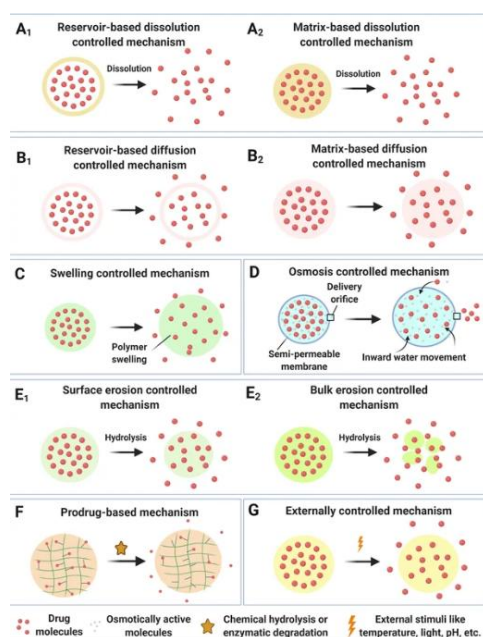 A1 Reservoir-based dissolution controlled mechanism
Dissolution
A2 Matrix-based dissolution controlled mechanism
Dissolution
B1 Reservoir-based diffusion controlled mechanism
B2 Matrix-based diffusion controlled mechanism
C Swelling controlled mechanism
Polymer swelling
D Osmosis controlled mechanism
Delivery orifice
Semi-permeable membrane
Inward water movement
E1 Surface erosion controlled mechanism
Hydrolysis
E2 Bulk erosion controlled mechanism
Hydrolysis
F Prodrug-based mechanism
G Externally controlled mechanism
Drug molecules
Osmotically active molecules
Chemical hydrolysis or enzymatic degradation
External stimuli like temperature, light, pH, etc.